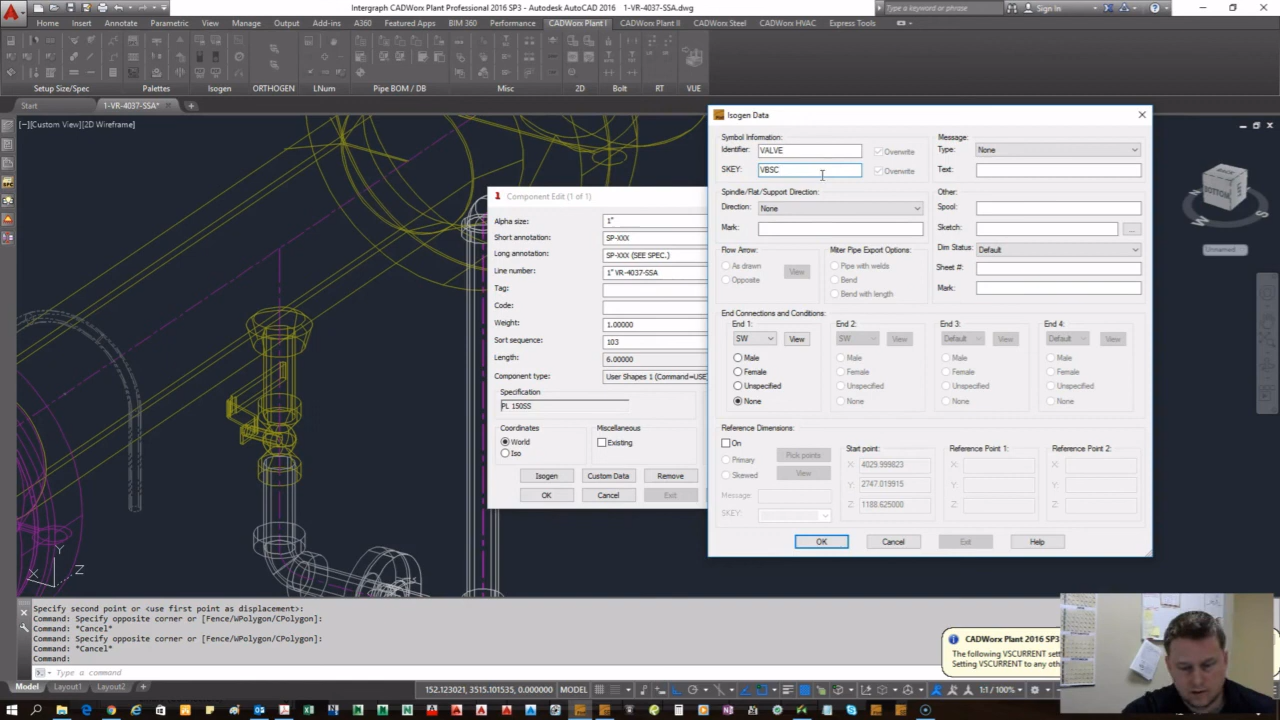 Intergraph CADWorx Plant Professional 2016 SP3 - Autodesk AutoCAD 2016 1-VR-4037-SSA.dwg
Type a keyword or phrase
Sign In
Home Insert Annotate Parametric View Manage Output Add-ins A360 Featured Apps BIM 360 Performance CADWorx Plant I CADWorx Plant II CADWorx Steel CADWorx HVAC Express Tools
Setup Size/Spec Palettes Isogen ORTHOGEN LNum Pipe BOM / DB Misc 2D Bolt RT VUE
Start 1-VR-4037-SSA*
[−][Custom View][2D Wireframe]
BOTTOM
W
S
Unnamed
Component Edit (1 of 1)
Alpha size: 1"
Short annotation: SP-XXX
Long annotation: SP-XXX (SEE SPEC.)
Line number: 1" VR-4037-SSA
Tag:
Code:
Weight: 1.00000
Sort sequence: 103
Length: 6.00000
Component type: User Shapes 1 (Command=USE
Specification
PL 150SS
Coordinates Miscellaneous
World Existing
Iso
Isogen Custom Data Remove
OK Cancel Exit
Isogen Data
Symbol Information:
Identifier: VALVE Overwrite
SKEY: VBSC Overwrite
Spindle/Flat/Support Direction:
Direction: None
Mark:
Flow Arrow:
As drawn
Opposite
View
Miter Pipe Export Options:
Pipe with welds
Bend
Bend with length
Message:
Type: None
Text:
Other:
Spool:
Sketch: ...
Dim Status: Default
Sheet #:
Mark:
End Connections and Conditions:
End 1: End 2: End 3: End 4:
SW View SW View Default View Default View
Male Male Male Male
Female Female Female Female
Unspecified Unspecified Unspecified Unspecified
None None None None
Reference Dimensions:
On
Primary
Skewed
Pick points
View
Message:
SKEY:
Start point:
X: 4029.999823
Y: 2747.019915
Z: 1188.625000
Reference Point 1:
X:
Y:
Z:
Reference Point 2:
X:
Y:
Z:
OK Cancel Exit Help
Y
X
Z
Specify second point or <use first point as displacement>:
Command: Specify opposite corner or [Fence/WPolygon/CPolygon]:
Command: *Cancel*
Command: Specify opposite corner or [Fence/WPolygon/CPolygon]:
Command: *Cancel*
Command:
Type a command
CADWorx Plant 2016 SP3
The following VSCURRENT set
Setting VSCURRENT to any oth
Model Layout1 Layout2
152.123021, 3515.101535, 0.000000 MODEL
1:1 / 100%